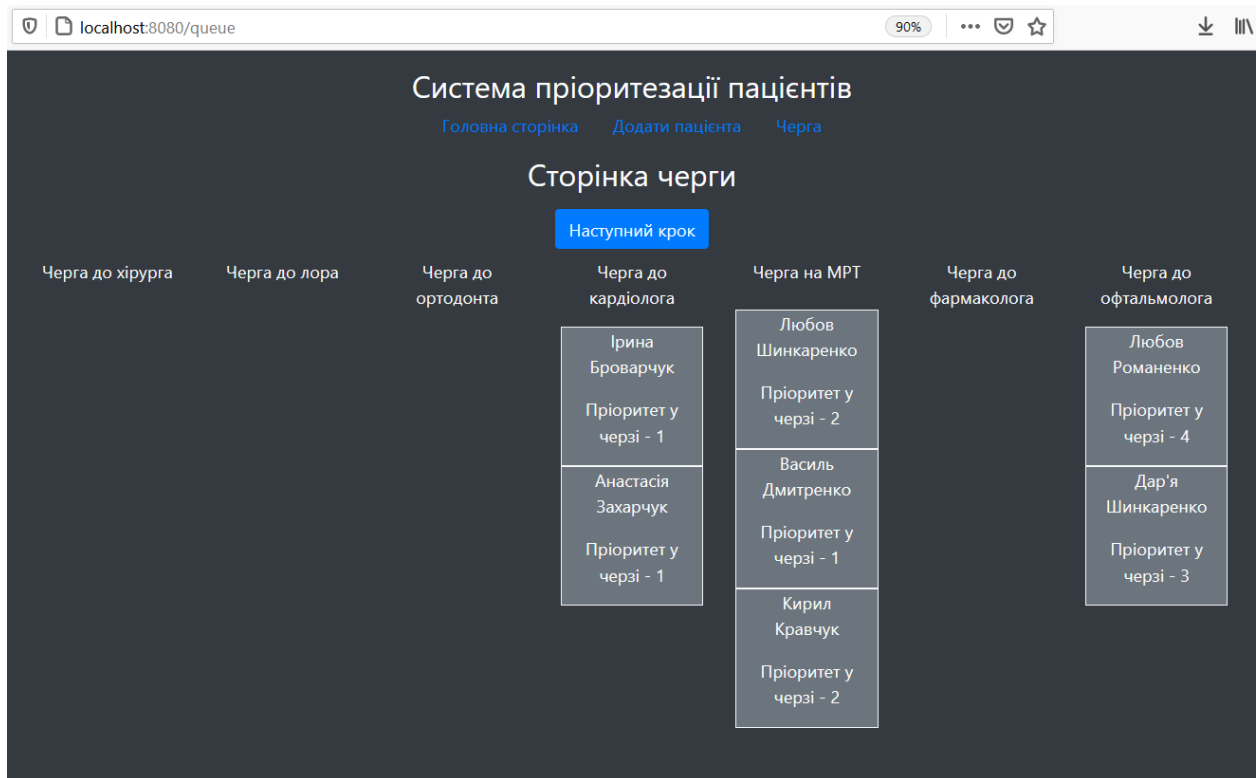 localhost:8080/queue
90%
Система пріоритезації пацієнтів
Головна сторінка Додати пацієнта Черга
Сторінка черги
Наступний крок
Черга до хірурга
Черга до лора
Черга до
ортодонта
Черга до
кардіолога
Ірина
Броварчук
Пріоритет у
черзі - 1
Анастасія
Захарчук
Пріоритет у
черзі - 1
Черга на МРТ
Любов
Шинкаренко
Пріоритет у
черзі - 2
Василь
Дмитренко
Пріоритет у
черзі - 1
Кирил
Кравчук
Пріоритет у
черзі - 2
Черга до
фармаколога
Черга до
офтальмолога
Любов
Романенко
Пріоритет у
черзі - 4
Дар'я
Шинкаренко
Пріоритет у
черзі - 3